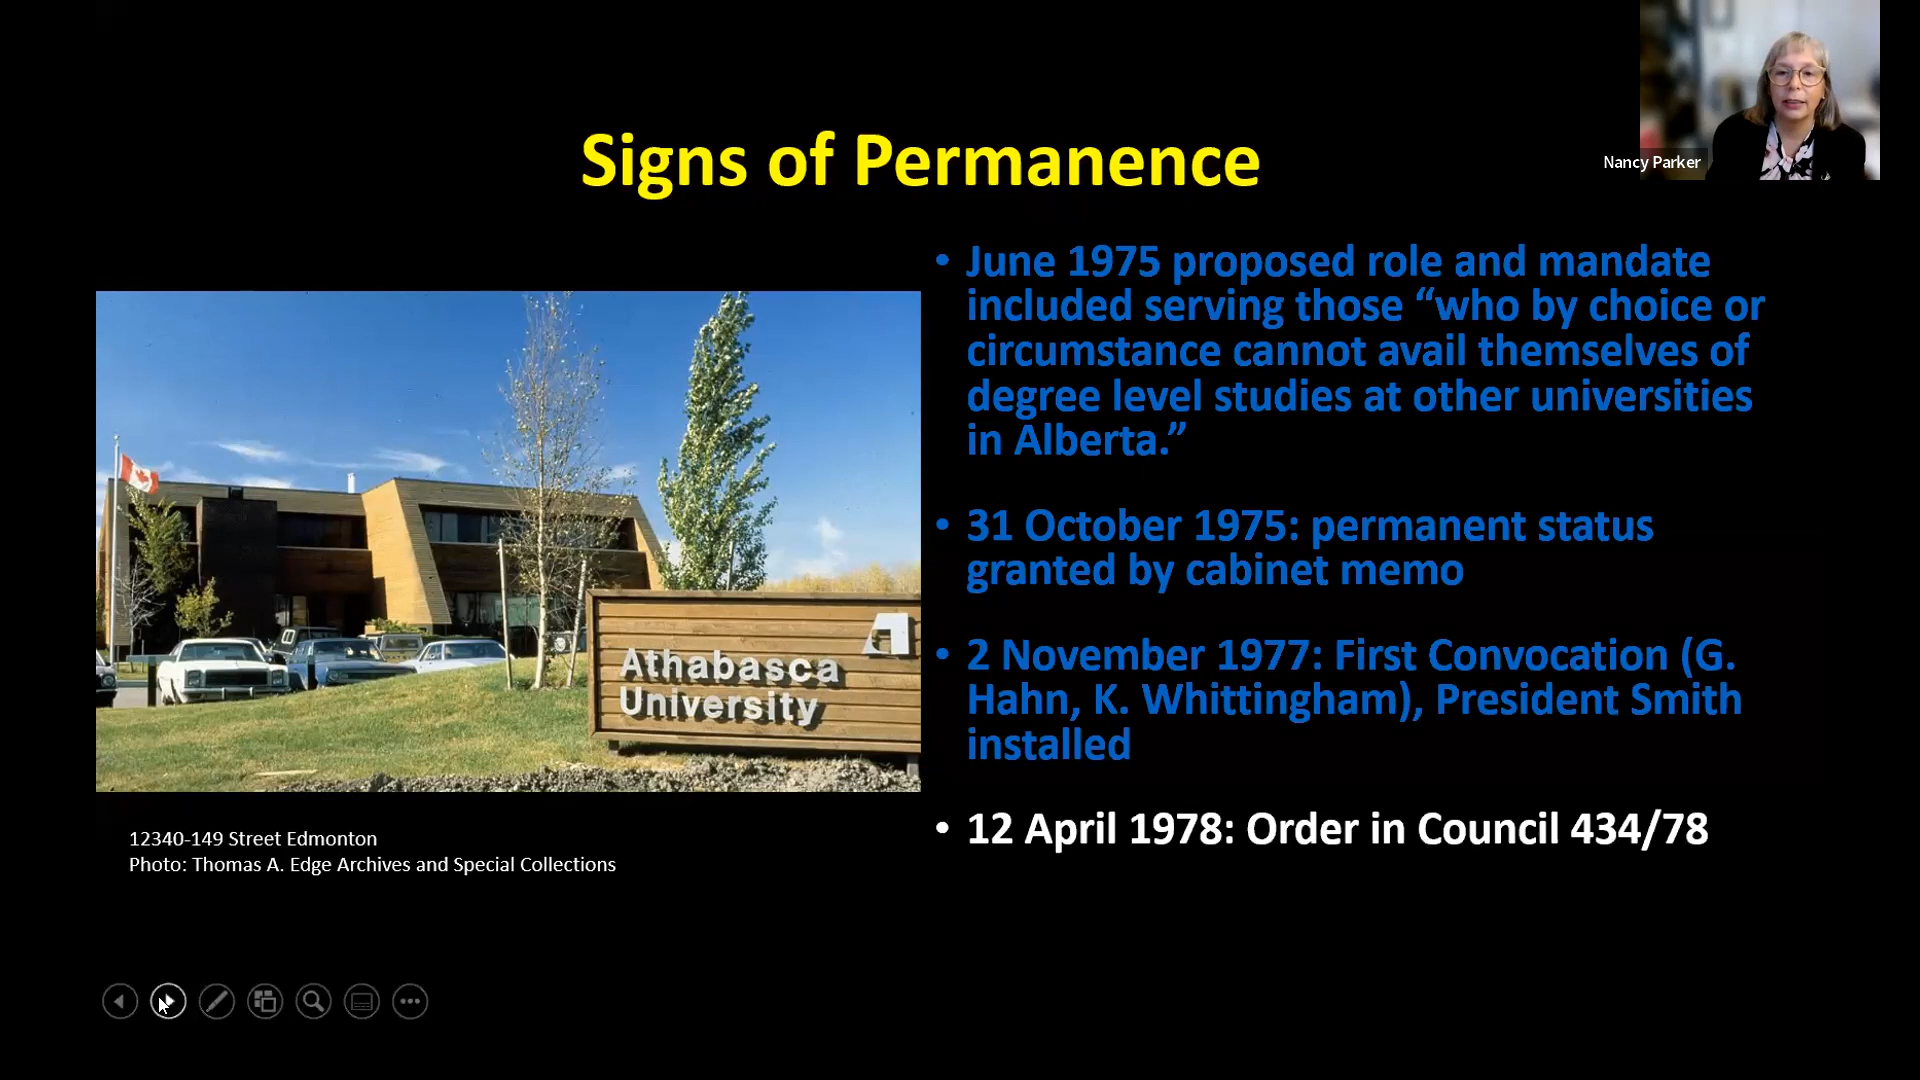 Nancy Parker
Signs of Permanence
• June 1975 proposed role and mandate
included serving those “who by choice or
circumstance cannot avail themselves of
degree level studies at other universities
in Alberta.”
• 31 October 1975: permanent status
granted by cabinet memo
• 2 November 1977: First Convocation (G.
Hahn, K. Whittingham), President Smith
installed
• 12 April 1978: Order in Council 434/78
Athabasca
University
12340-149 Street Edmonton
Photo: Thomas A. Edge Archives and Special Collections